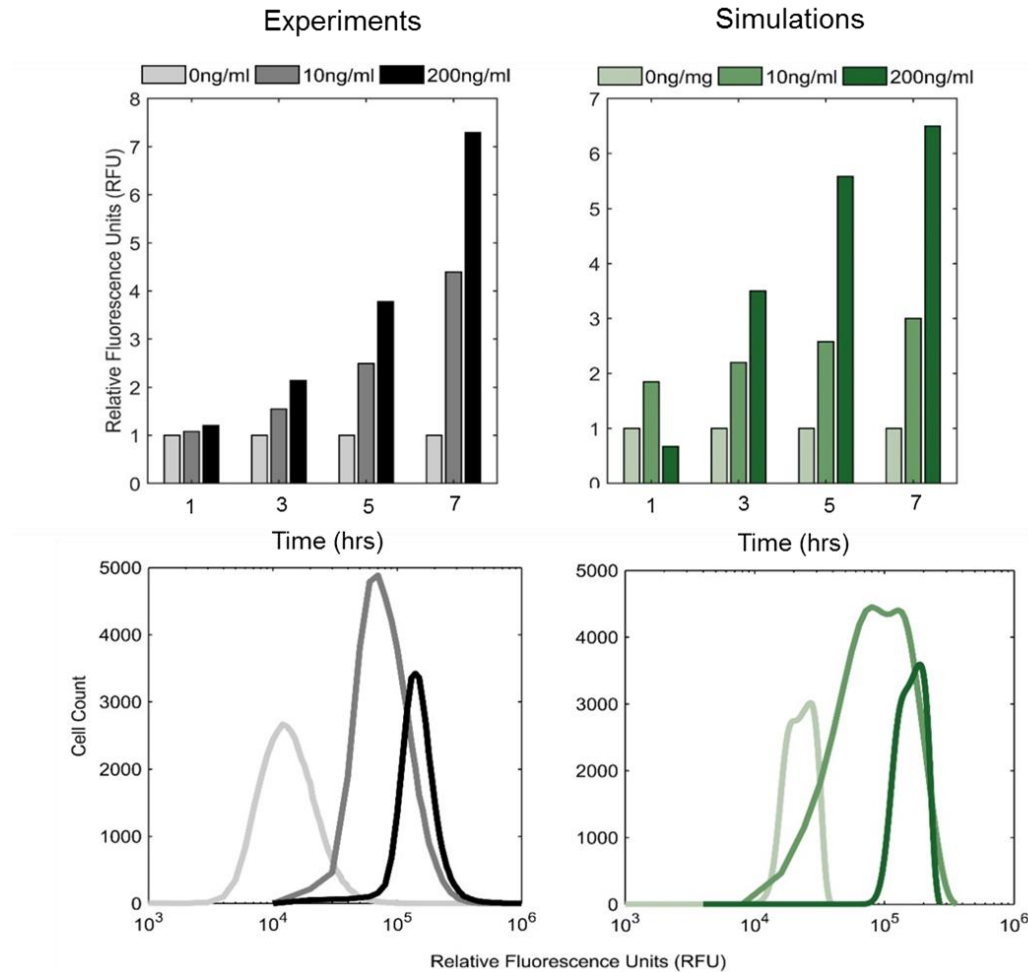 Experiments
Simulations
0ng/ml 10ng/ml 200ng/ml
0ng/mg 10ng/ml 200ng/ml
Relative Fluorescence Units (RFU)
8
7
6
5
4
3
2
1
0
1 3 5 7
Time (hrs)
7
6
5
4
3
2
1
0
1 3 5 7
Time (hrs)
Cell Count
5000
4000
3000
2000
1000
0
10³ 10⁴ 10⁵ 10⁶
5000
4000
3000
2000
1000
0
10³ 10⁴ 10⁵ 10⁶
Relative Fluorescence Units (RFU)